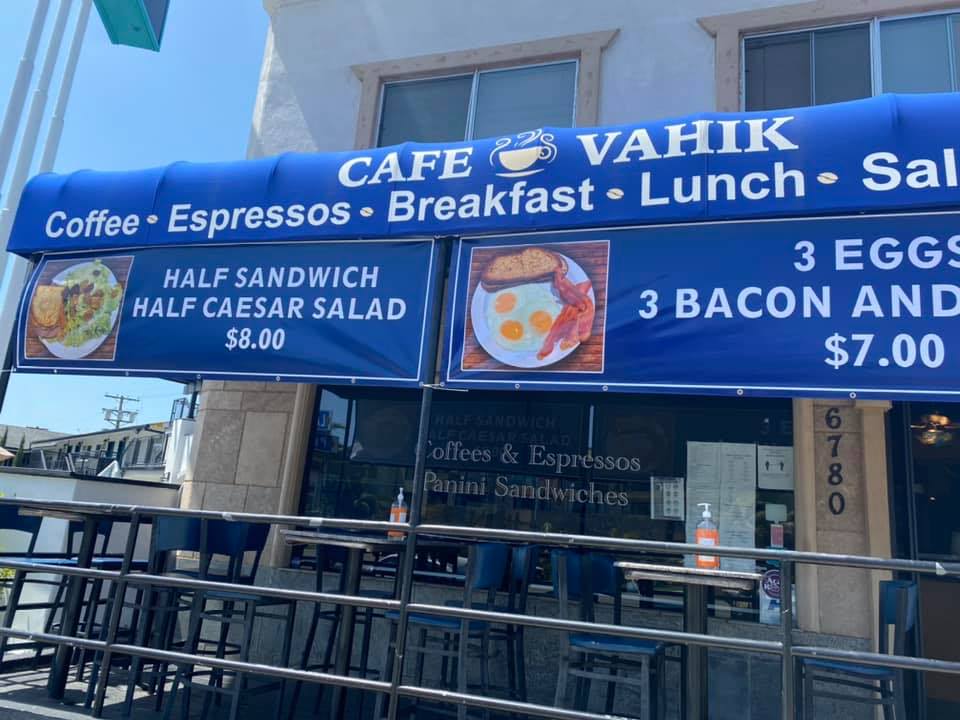 CAFE VAHIK
Coffee • Espressos • Breakfast • Lunch • Sal
HALF SANDWICH
HALF CAESAR SALAD
$8.00
3 EGGS
3 BACON AND
$7.00
HALF SANDWICH
HALF CAESAR SALAD
Coffees & Espressos
Panini Sandwiches
6780